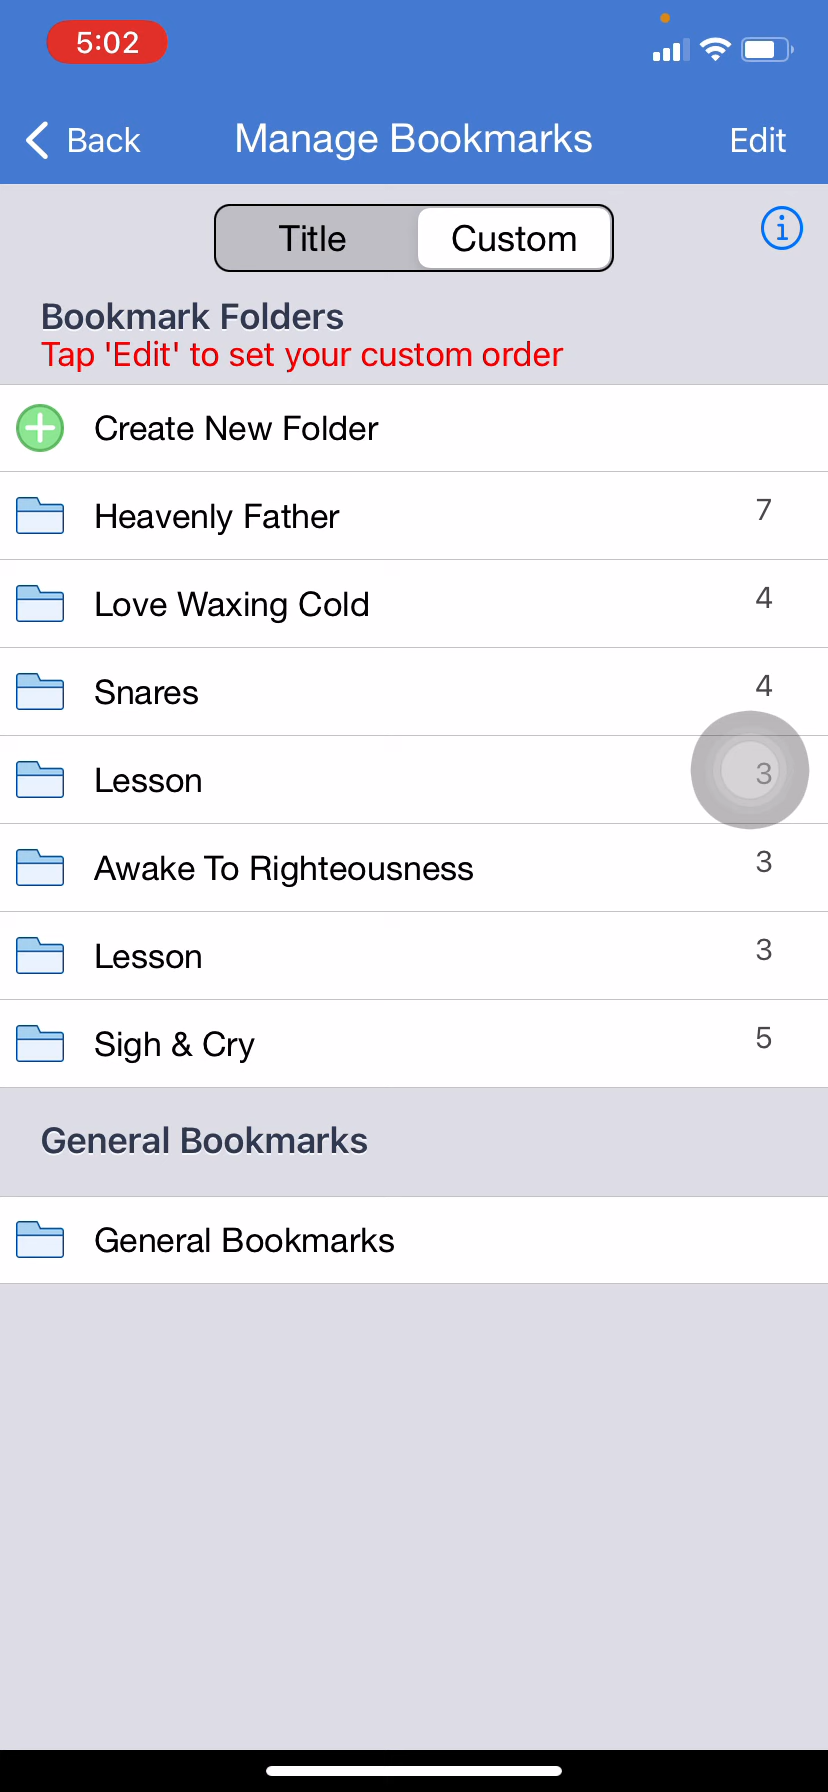 5:02
Back Manage Bookmarks Edit
Title Custom
Bookmark Folders
Tap 'Edit' to set your custom order
Create New Folder
Heavenly Father 7
Love Waxing Cold 4
Snares 4
Lesson 3
Awake To Righteousness 3
Lesson 3
Sigh & Cry 5
General Bookmarks
General Bookmarks